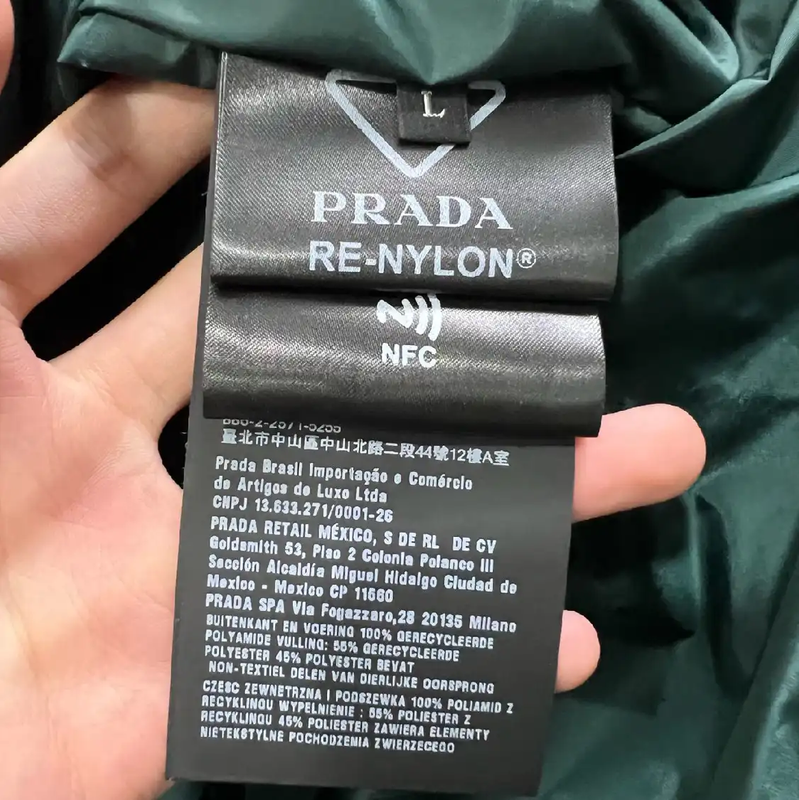 L
PRADA
RE-NYLON®
NFC
886-2-2571-5255
臺北市中山區中山北路二段44號12樓A室
Prada Brasil Importação e Comércio
de Artigos de Luxo Ltda
CNPJ 13.633.271/0001-26
PRADA RETAIL MÉXICO, S DE RL DE CV
Goldsmith 53, Piso 2 Colonia Polanco III
Sección Alcaldía Miguel Hidalgo Ciudad de
Mexico - Mexico CP 11560
PRADA SPA Via Fogazzaro,28 20135 Milano
BUITENKANT EN VOERING 100% GERECYCLEERDE
POLYAMIDE VULLING: 55% GERECYCLEERDE
POLYESTER 45% POLYESTER BEVAT
NON-TEXTIEL DELEN VAN DIERLIJKE OORSPRONG
CZESC ZEWNETRZNA I PODSZEWKA 100% POLIAMID Z
RECYKLINGU WYPELNIENIE : 55% POLIESTER Z
RECYKLINGU 45% POLIESTER ZAWIERA ELEMENTY
NIETEKSTYLNE POCHODZENIA ZWIERZECEGO